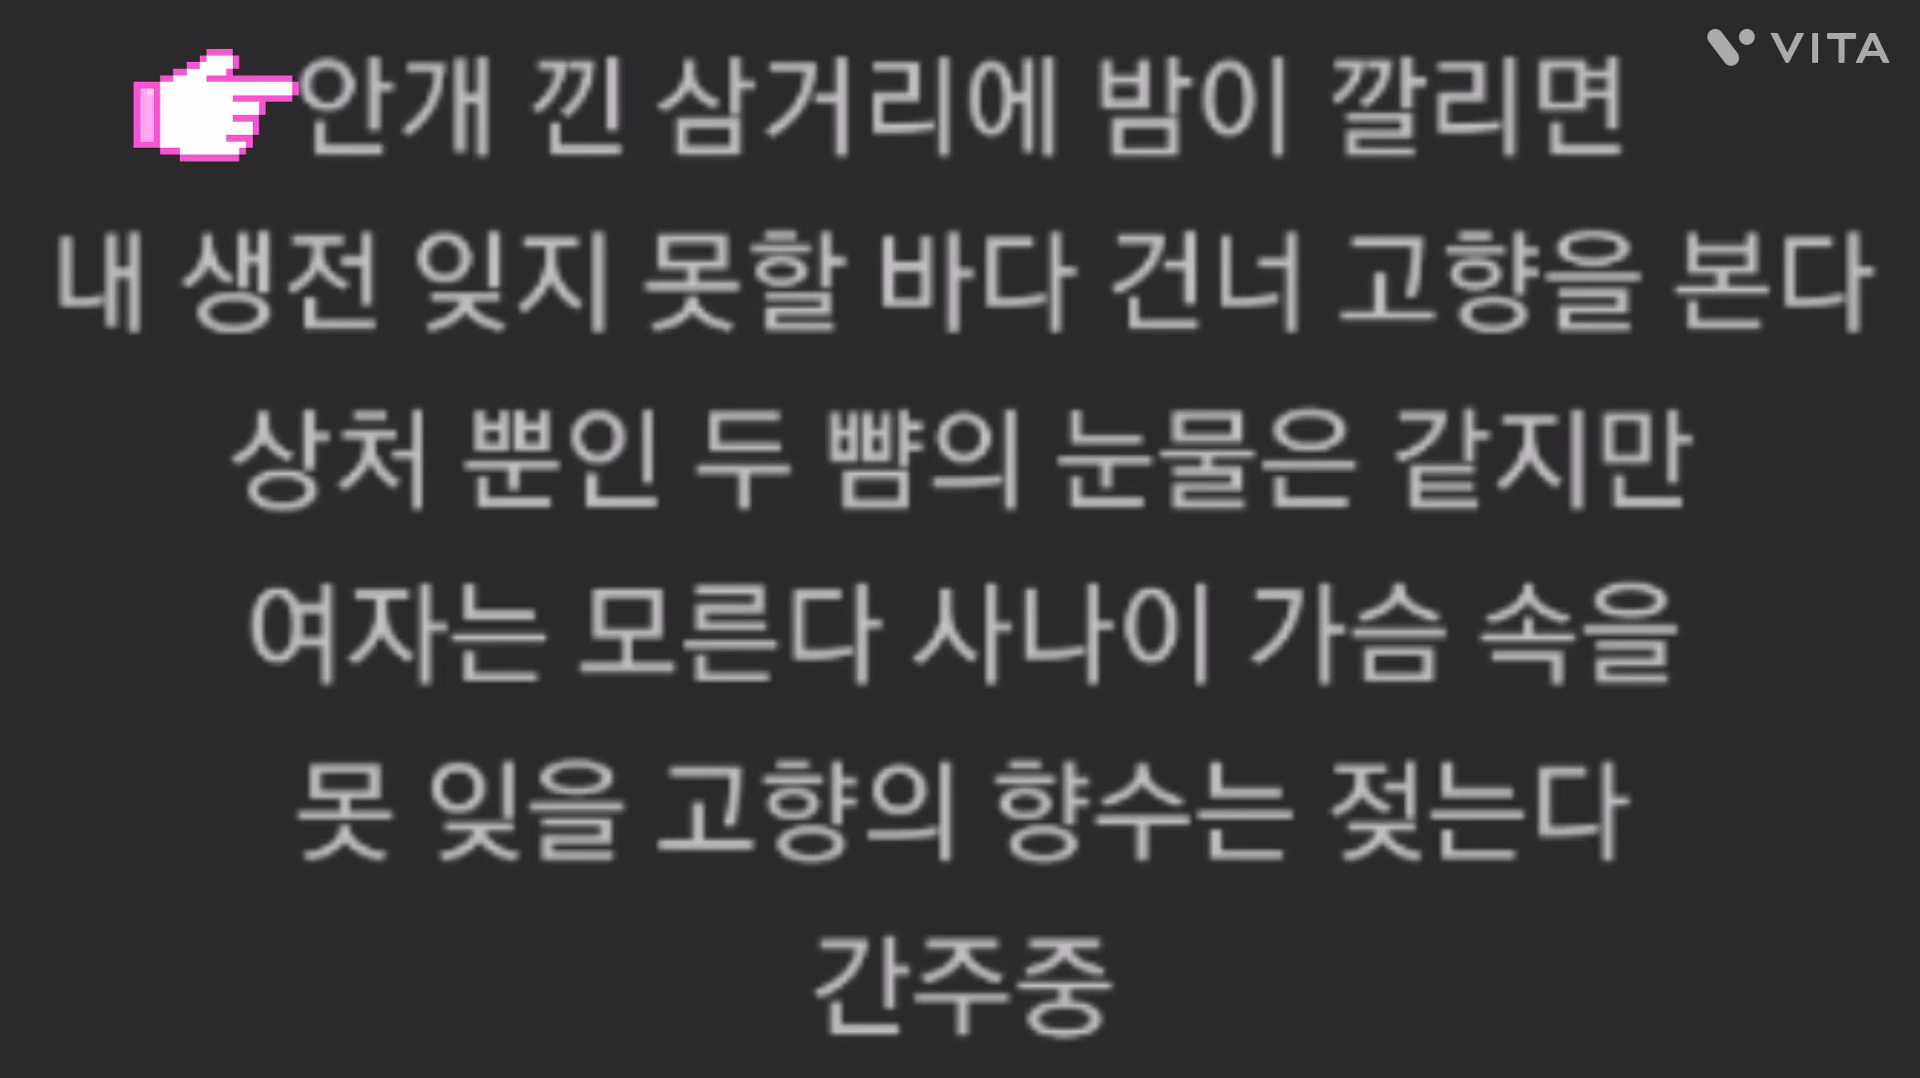 VITA
안개 낀 삼거리에 밤이 깔리면
내 생전 잊지 못할 바다 건너 고향을 본다
상처 뿐인 두 뺨의 눈물은 같지만
여자는 모른다 사나이 가슴 속을
못 잊을 고향의 향수는 젖는다
간주중